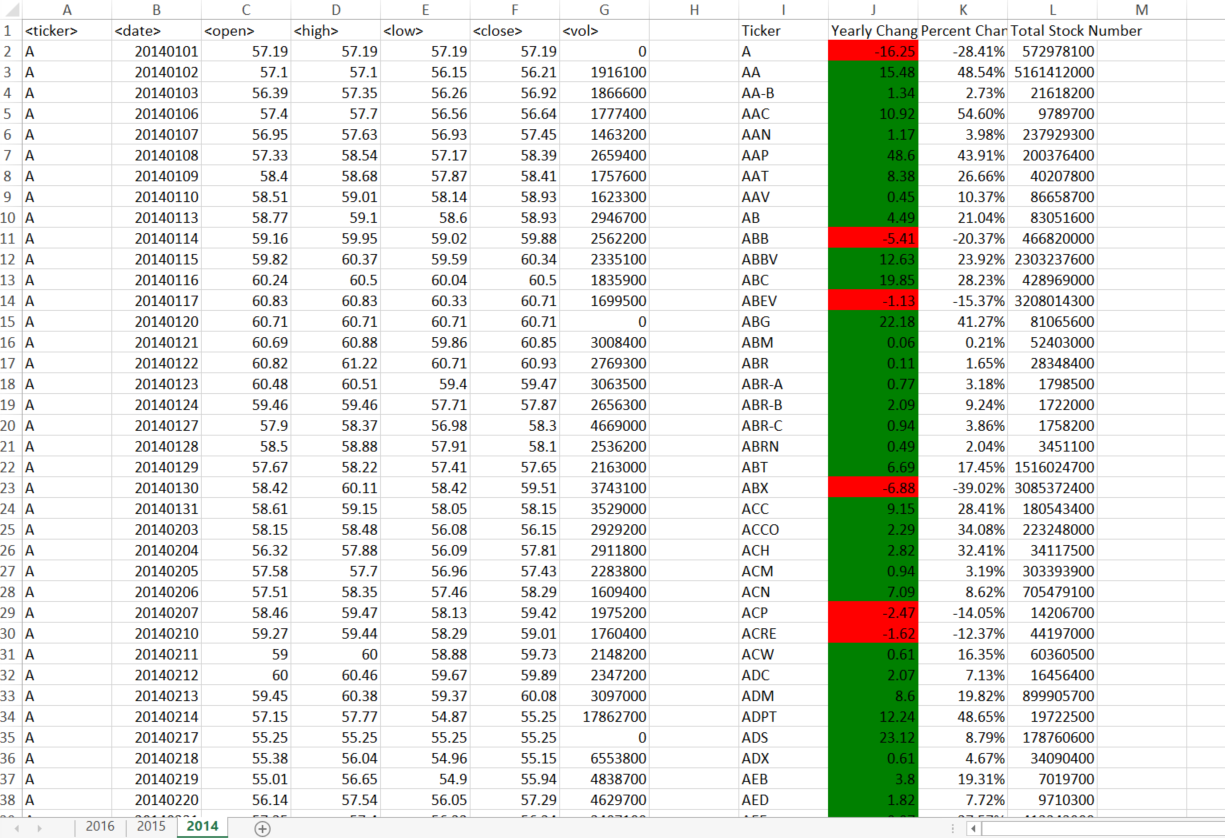 A B C D E F G H I J K L M
1 <ticker> <date> <open> <high> <low> <close> <vol> Ticker Yearly Chang Percent Chan Total Stock Number
2 A 20140101 57.19 57.19 57.19 57.19 0 A -16.25 -28.41% 572978100
3 A 20140102 57.1 57.1 56.15 56.21 1916100 AA 15.48 48.54% 5161412000
4 A 20140103 56.39 57.35 56.26 56.92 1866600 AA-B 1.34 2.73% 21618200
5 A 20140106 57.4 57.7 56.56 56.64 1777400 AAC 10.92 54.60% 9789700
6 A 20140107 56.95 57.63 56.93 57.45 1463200 AAN 1.17 3.98% 237929300
7 A 20140108 57.33 58.54 57.17 58.39 2659400 AAP 48.6 43.91% 200376400
8 A 20140109 58.4 58.68 57.87 58.41 1757600 AAT 8.38 26.66% 40207800
9 A 20140110 58.51 59.01 58.14 58.93 1623300 AAV 0.45 10.37% 86658700
10 A 20140113 58.77 59.1 58.6 58.93 2946700 AB 4.49 21.04% 83051600
11 A 20140114 59.16 59.95 59.02 59.88 2562200 ABB -5.41 -20.37% 466820000
12 A 20140115 59.82 60.37 59.59 60.34 2335100 ABBV 12.63 23.92% 2303237600
13 A 20140116 60.24 60.5 60.04 60.5 1835900 ABC 19.85 28.23% 428969000
14 A 20140117 60.83 60.83 60.33 60.71 1699500 ABEV -1.13 -15.37% 3208014300
15 A 20140120 60.71 60.71 60.71 60.71 0 ABG 22.18 41.27% 81065600
16 A 20140121 60.69 60.88 59.86 60.85 3008400 ABM 0.06 0.21% 52403000
17 A 20140122 60.82 61.22 60.71 60.93 2769300 ABR 0.11 1.65% 28348400
18 A 20140123 60.48 60.51 59.4 59.47 3063500 ABR-A 0.77 3.18% 1798500
19 A 20140124 59.46 59.46 57.71 57.87 2656300 ABR-B 2.09 9.24% 1722000
20 A 20140127 57.9 58.37 56.98 58.3 4669000 ABR-C 0.94 3.86% 1758200
21 A 20140128 58.5 58.88 57.91 58.1 2536200 ABRN 0.49 2.04% 3451100
22 A 20140129 57.67 58.22 57.41 57.65 2163000 ABT 6.69 17.45% 1516024700
23 A 20140130 58.42 60.11 58.42 59.51 3743100 ABX -6.88 -39.02% 3085372400
24 A 20140131 58.61 59.15 58.05 58.15 3529000 ACC 9.15 28.41% 180543400
25 A 20140203 58.15 58.48 56.08 56.15 2929200 ACCO 2.29 34.08% 223248000
26 A 20140204 56.32 57.88 56.09 57.81 2911800 ACH 2.82 32.41% 34117500
27 A 20140205 57.58 57.7 56.96 57.43 2283800 ACM 0.94 3.19% 303393900
28 A 20140206 57.51 58.35 57.46 58.29 1609400 ACN 7.09 8.62% 705479100
29 A 20140207 58.46 59.47 58.13 59.42 1975200 ACP -2.47 -14.05% 14206700
30 A 20140210 59.27 59.44 58.29 59.01 1760400 ACRE -1.62 -12.37% 44197000
31 A 20140211 59 60 58.88 59.73 2148200 ACW 0.61 16.35% 60360500
32 A 20140212 60 60.46 59.67 59.89 2347200 ADC 2.07 7.13% 16456400
33 A 20140213 59.45 60.38 59.37 60.08 3097000 ADM 8.6 19.82% 899905700
34 A 20140214 57.15 57.77 54.87 55.25 17862700 ADPT 12.24 48.65% 19722500
35 A 20140217 55.25 55.25 55.25 55.25 0 ADS 23.12 8.79% 178760600
36 A 20140218 55.38 56.04 54.96 55.15 6553800 ADX 0.61 4.67% 34090400
37 A 20140219 55.01 56.65 54.9 55.94 4838700 AEB 3.8 19.31% 7019700
38 A 20140220 56.14 57.54 56.05 57.29 4629700 AED 1.82 7.72% 9710300
2016 2015 2014